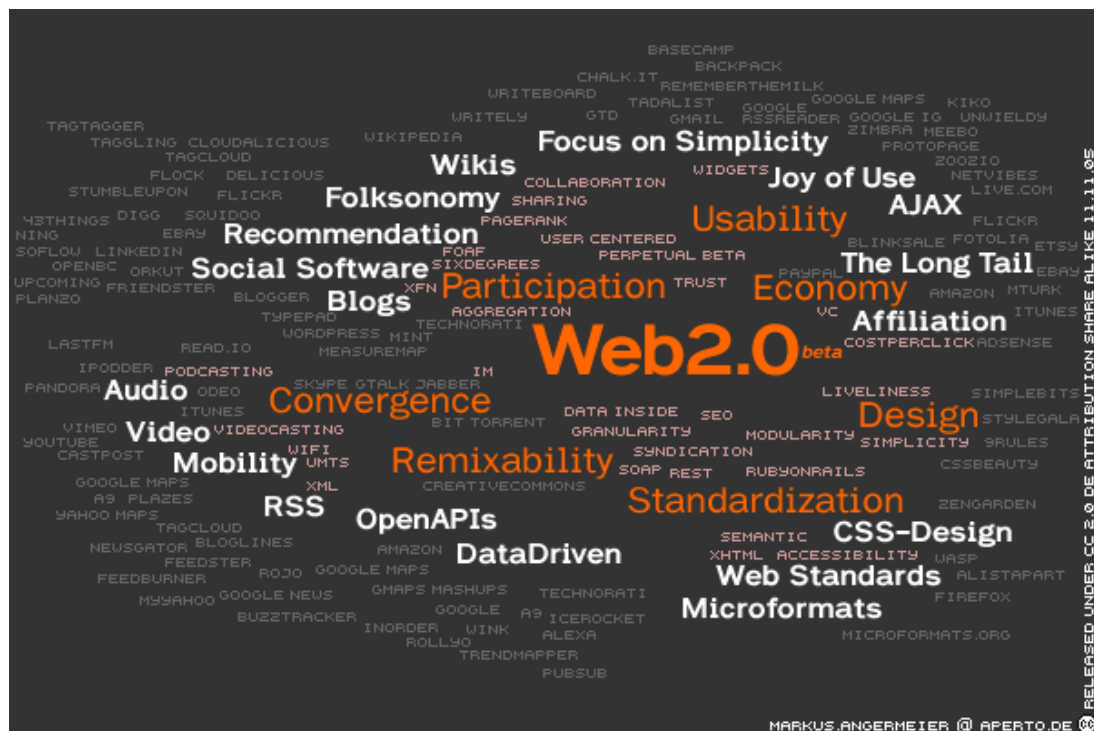 BASECAMP
BACKPACK
CHALK.IT REMEMBERTHEMILK
WRITEBOARD TADALIST GOOGLE GOOGLE MAPS KIKO
WRITELY GTD GMAIL RSSREADER GOOGLE IG UNWIELDY
TAGTAGGER WIKIPEDIA Focus on Simplicity ZIMBRA MEEBO
TAGGLING CLOUDALICIOUS PROTOPAGE
TAGCLOUD Wikis WIDGETS ZOOZIO
FLOCK DELICIOUS COLLABORATION Joy of Use NETVIBES
STUMBLEUPON FLICKR Folksonomy SHARING AJAX LIVE.COM
43THINGS DIGG SQUIDOO PAGERANK Usability FLICKR
NING EBAY Recommendation USER CENTERED BLINKSALE FOTOLIA ETSY
SOFLOW LINKEDIN FOAF PERPETUAL BETA
OPENBC ORKUT Social Software SIXDEGREES PAYPAL The Long Tail EBAY
UPCOMING FRIENDSTER XFN Participation TRUST Economy AMAZON MTURK
PLANZO BLOGGER Blogs AGGREGATION VC ITUNES
TYPEPAD TECHNORATI Affiliation
WORDPRESS MINT COSTPERCLICK ADSENSE
LASTFM READ.IO MEASUREMAP Web2.0 beta
IPODDER PODCASTING IM
PANDORA Audio ODEO SKYPE GTALK JABBER LIVELINESS SIMPLEBITS
ITUNES Convergence DATA INSIDE SEO Design STYLEGALA
VIMEO Video VIDEOCASTING BIT TORRENT GRANULARITY MODULARITY SIMPLICITY 9RULES
YOUTUBE WIFI SYNDICATION
CASTPOST Mobility UMTS Remixability SOAP REST RUBYONRAILS CSSBEAUTY
GOOGLE MAPS XML CREATIVECOMMONS
A9 PLAZES RSS Standardization ZENGARDEN
YAHOO MAPS OpenAPIs
TAGCLOUD SEMANTIC CSS-Design
NEWSGATOR BLOGLINES AMAZON DataDriven XHTML ACCESSIBILITY WASP
FEEDSTER GOOGLE MAPS
FEEDBURNER ROJO Web Standards ALISTAPART
MYYAHOO GOOGLE NEWS GMAPS MASHUPS TECHNORATI FIREFOX
BUZZTRACKER GOOGLE A9 ICEROCKET Microformats
INORDER WINK ALEXA MICROFORMATS.ORG
ROLLYO
TRENDMAPPER
PUBSUB
MARKUS.ANGERMEIER @ APERTO.DE
RELEASED UNDER CC 2.0 DE ATTRIBUTION SHARE ALIKE 11.11.05